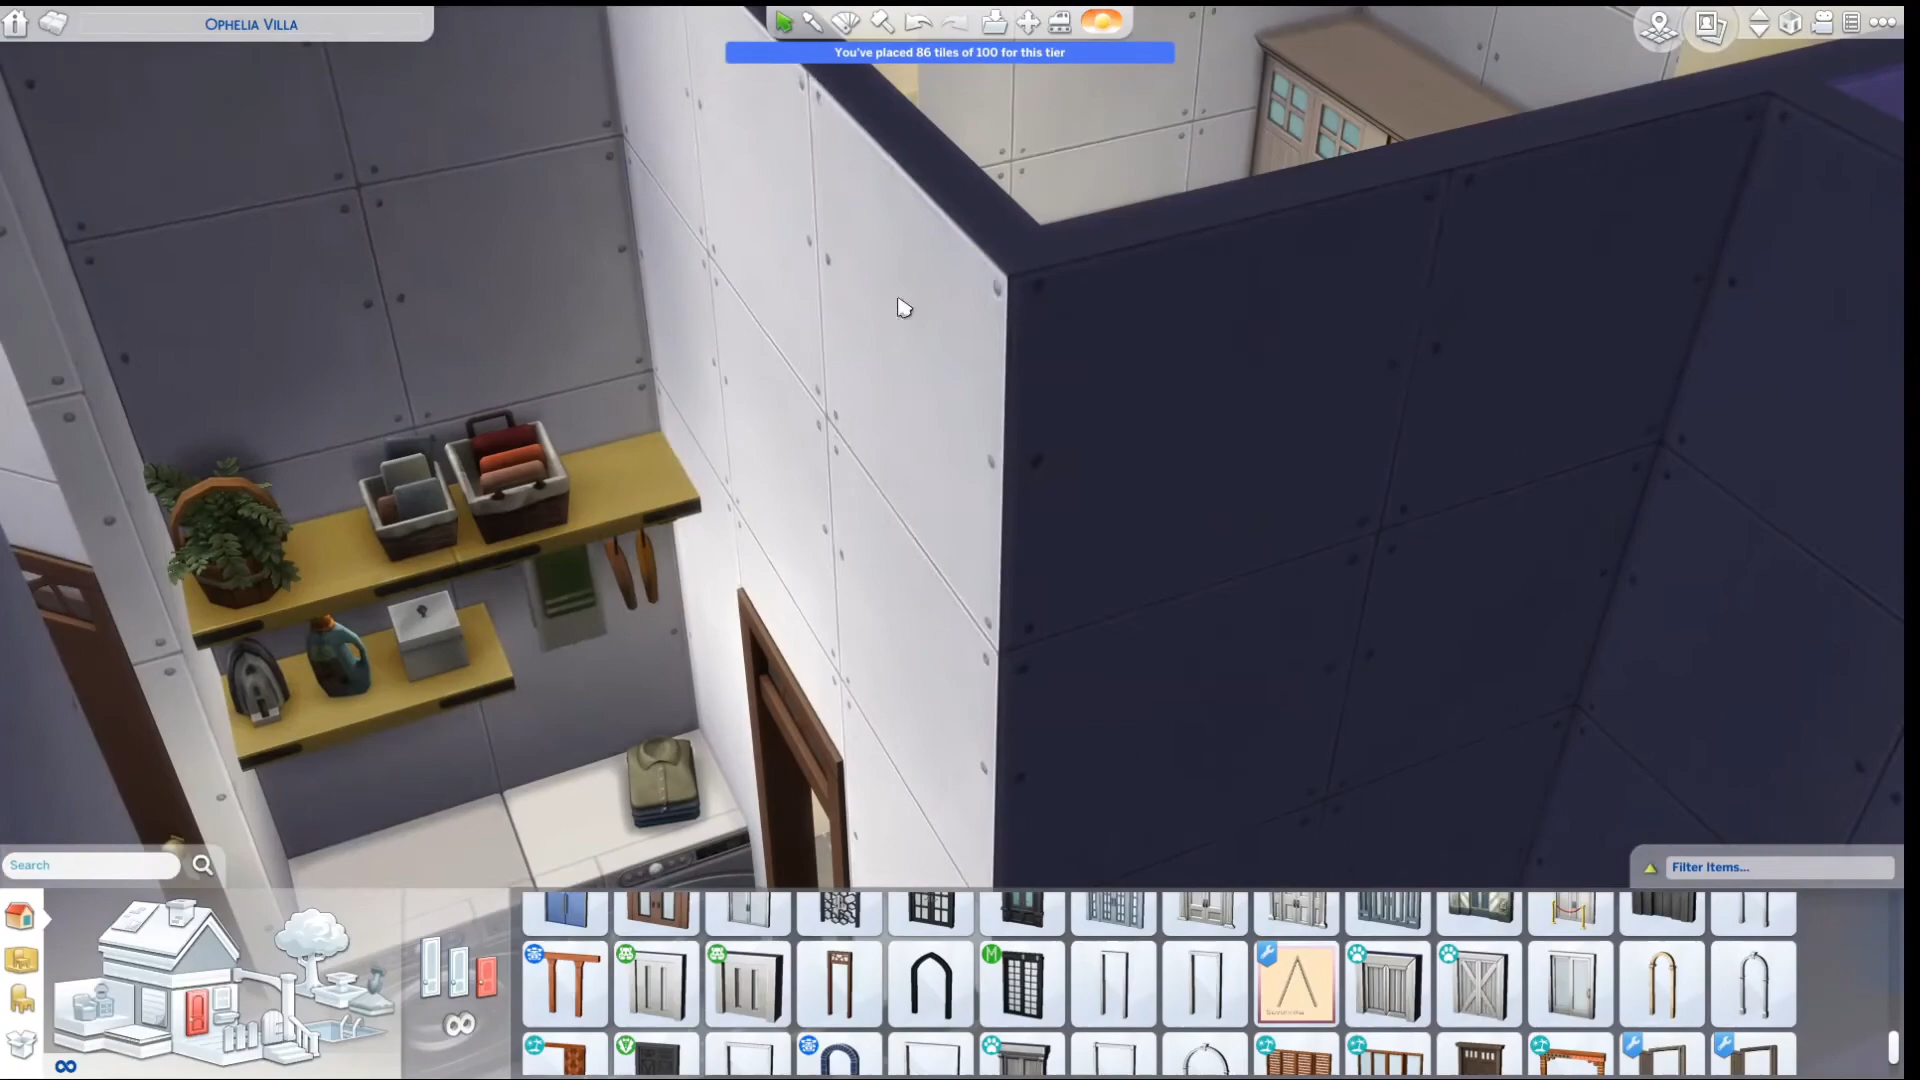 OPHELIA VILLA
You've placed 86 tiles of 100 for this tier
Search
Filter Items...
M